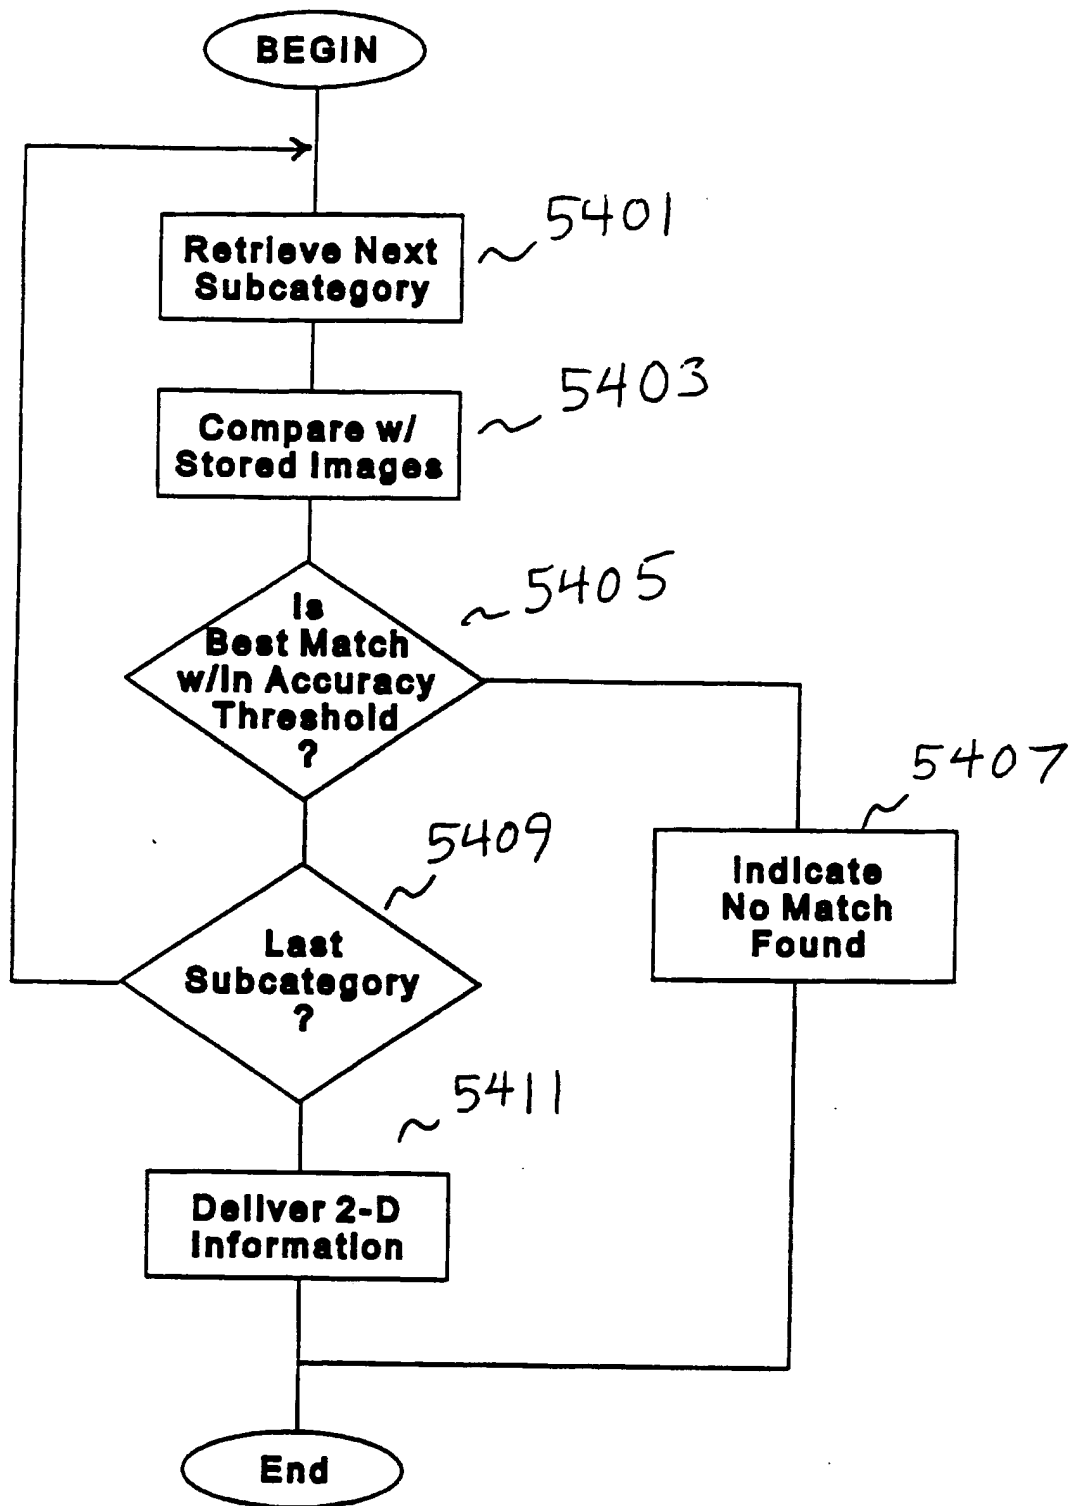 BEGIN
5401
Retrieve Next
Subcategory
5403
Compare w/
Stored Images
5405
Is
Best Match
w/in Accuracy
Threshold
?
5407
Indicate
No Match
Found
5409
Last
Subcategory
?
5411
Deliver 2-D
Information
End